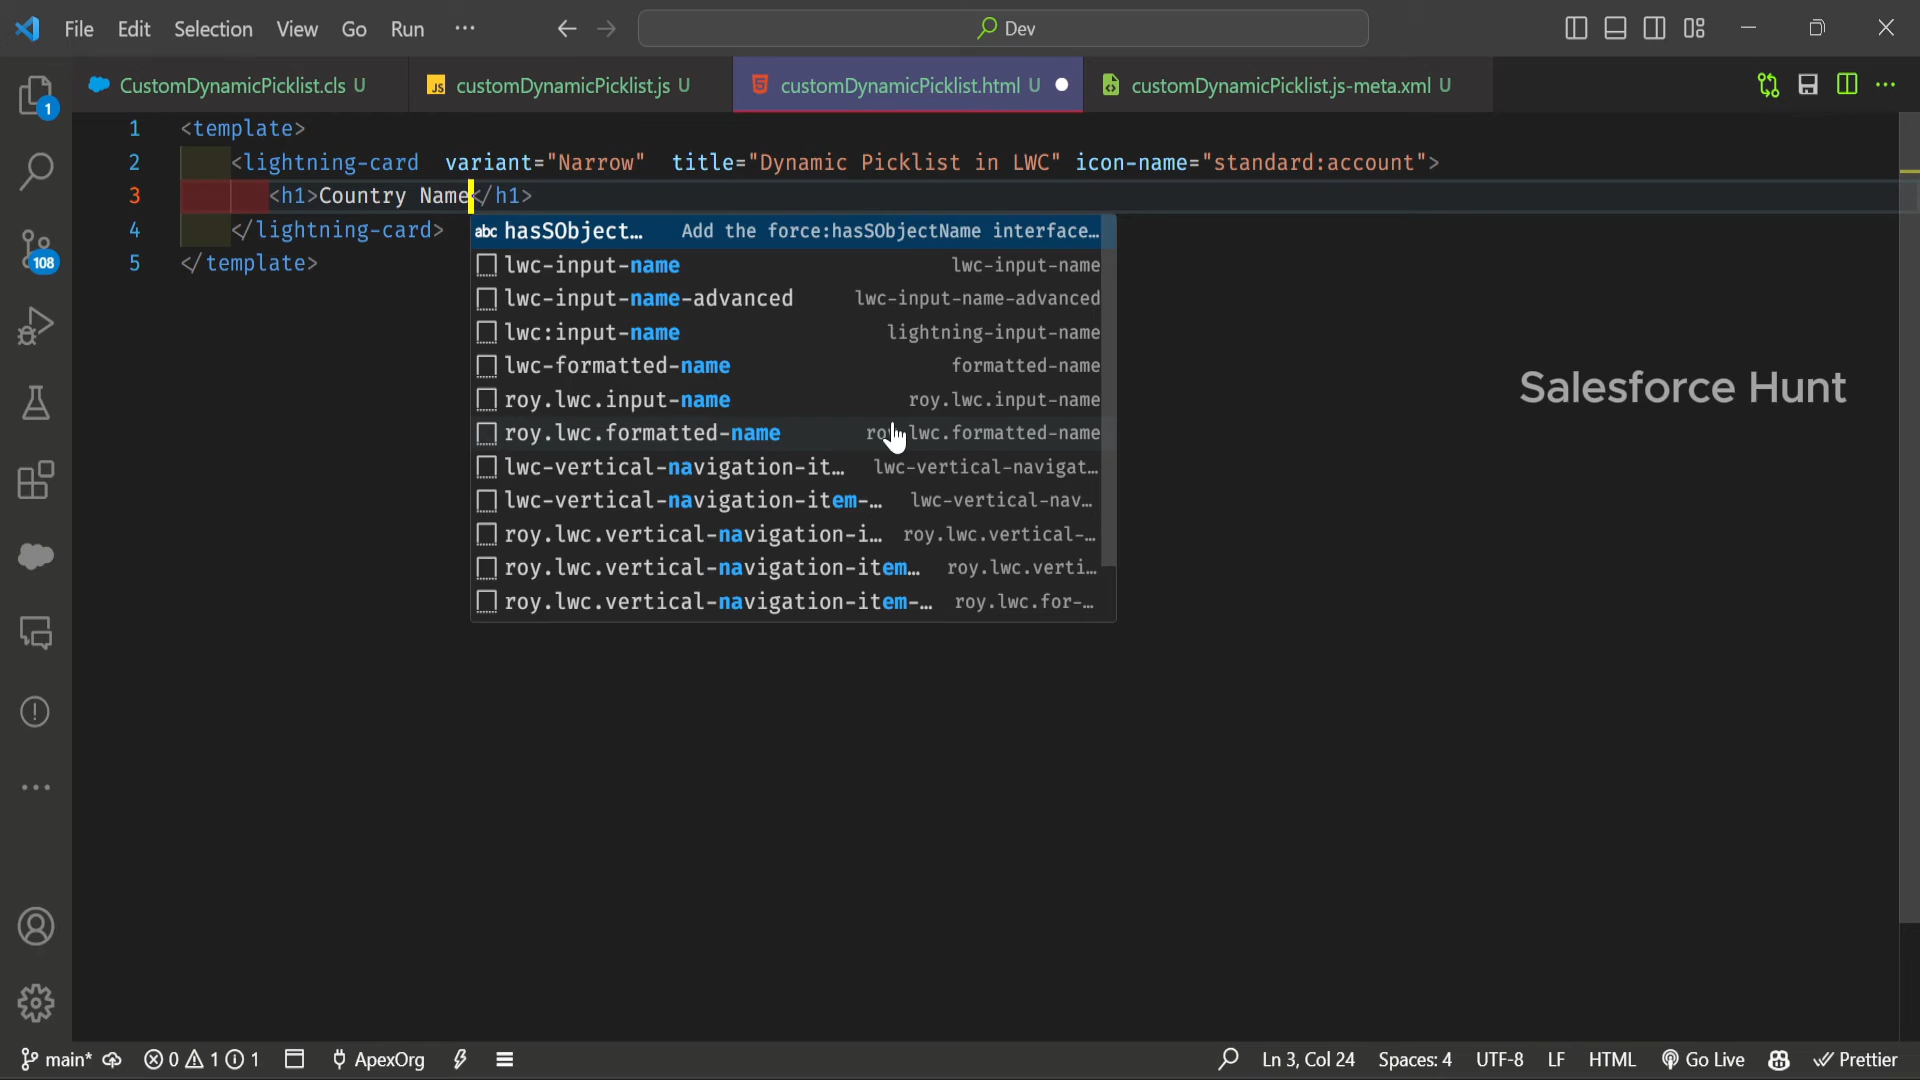 File Edit Selection View Go Run ··· Dev
1
CustomDynamicPicklist.cls U JS customDynamicPicklist.js U customDynamicPicklist.html U customDynamicPicklist.js-meta.xml U
1 <template>
2 <lightning-card variant="Narrow" title="Dynamic Picklist in LWC" icon-name="standard:account">
3 <h1>Country Name</h1>
4 </lightning-card>
5 </template>
abc hasSObject… Add the force:hasSObjectName interface…
lwc-input-name lwc-input-name
lwc-input-name-advanced lwc-input-name-advanced
lwc:input-name lightning-input-name
lwc-formatted-name formatted-name
roy.lwc.input-name roy.lwc.input-name
roy.lwc.formatted-name roy.lwc.formatted-name
lwc-vertical-navigation-it… lwc-vertical-navigat…
lwc-vertical-navigation-item-… lwc-vertical-nav…
roy.lwc.vertical-navigation-i… roy.lwc.vertical-…
roy.lwc.vertical-navigation-item… roy.lwc.verti…
roy.lwc.vertical-navigation-item-… roy.lwc.for-…
Salesforce Hunt
108
main* 0 1 1 ApexOrg Ln 3, Col 24 Spaces: 4 UTF-8 LF HTML Go Live Prettier